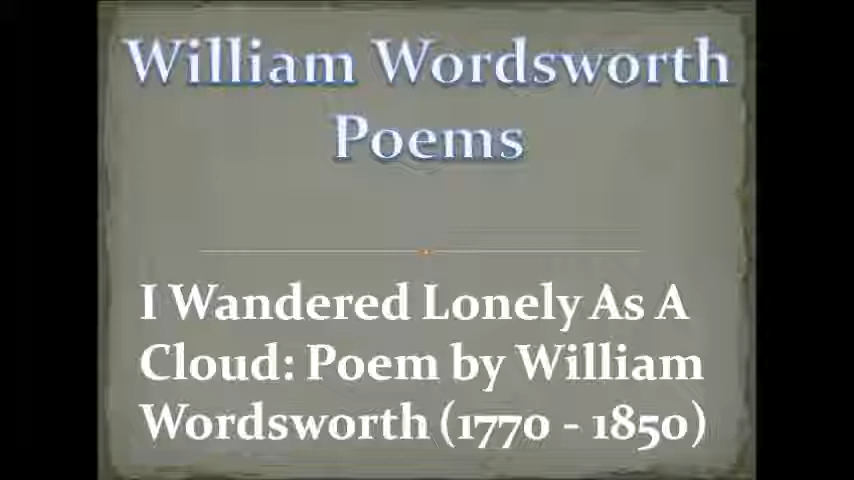 William Wordsworth
Poems
I Wandered Lonely As A
Cloud: Poem by William
Wordsworth (1770 - 1850)